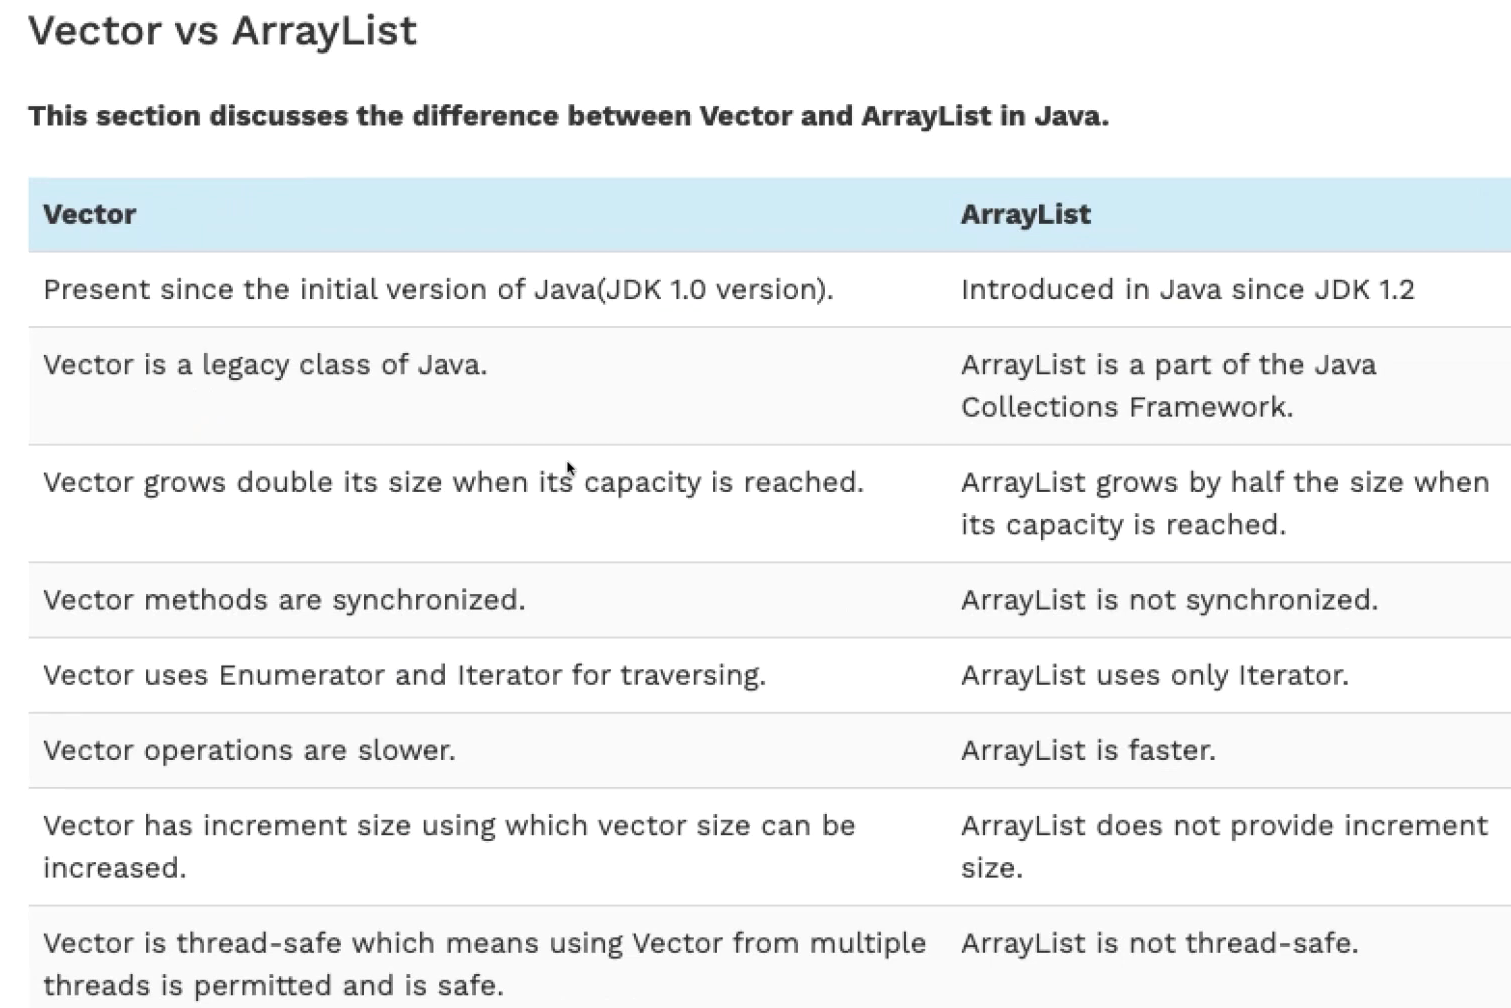 Vector vs ArrayList
This section discusses the difference between Vector and ArrayList in Java.
Vector ArrayList
Present since the initial version of Java(JDK 1.0 version). Introduced in Java since JDK 1.2
Vector is a legacy class of Java. ArrayList is a part of the Java
Collections Framework.
Vector grows double its size when its capacity is reached. ArrayList grows by half the size when
its capacity is reached.
Vector methods are synchronized. ArrayList is not synchronized.
Vector uses Enumerator and Iterator for traversing. ArrayList uses only Iterator.
Vector operations are slower. ArrayList is faster.
Vector has increment size using which vector size can be ArrayList does not provide increment
increased. size.
Vector is thread-safe which means using Vector from multiple ArrayList is not thread-safe.
threads is permitted and is safe.